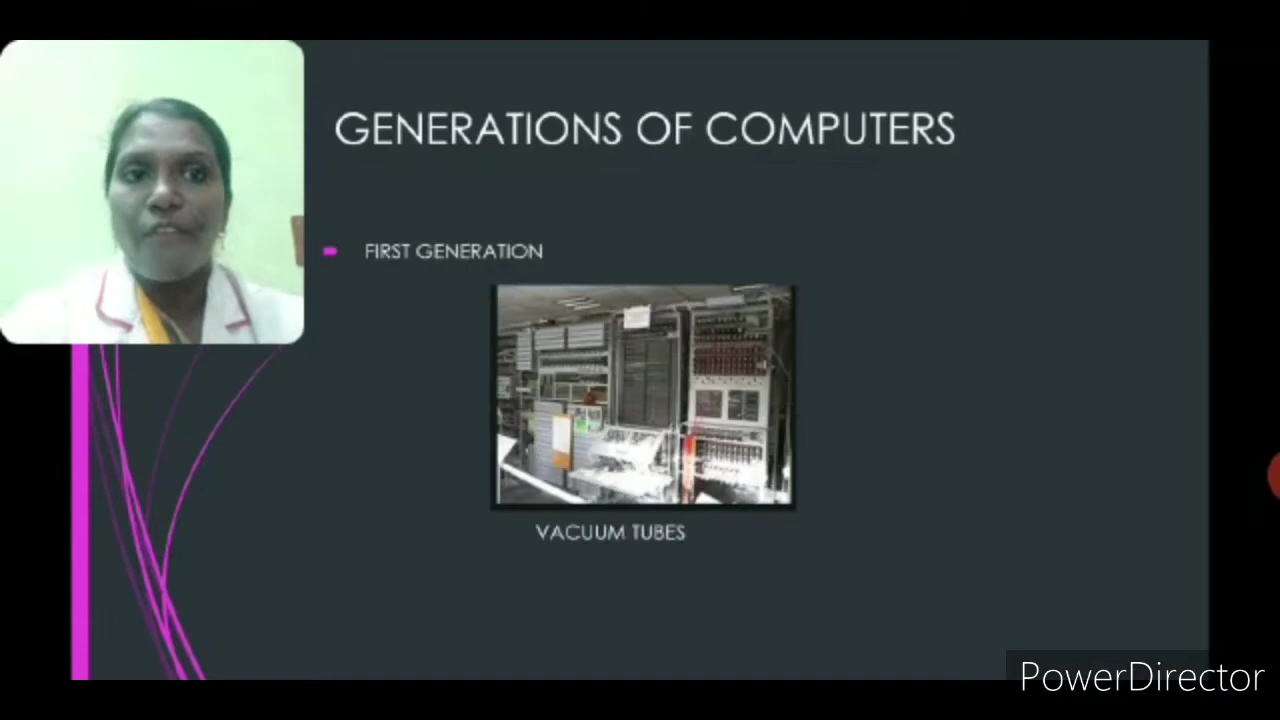 GENERATIONS OF COMPUTERS
FIRST GENERATION
VACUUM TUBES
PowerDirector